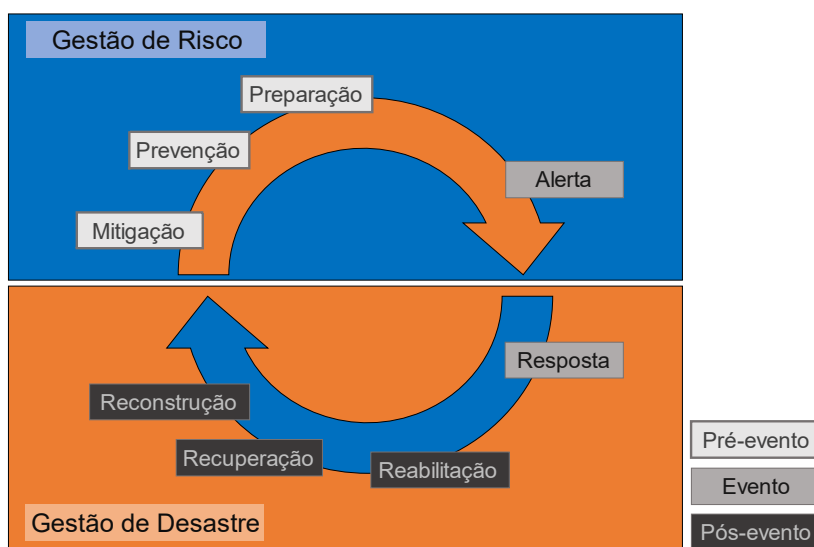 Gestão de Risco
Preparação
Prevenção
Alerta
Mitigação
Resposta
Reconstrução
Recuperação
Reabilitação
Gestão de Desastre
Pré-evento
Evento
Pós-evento